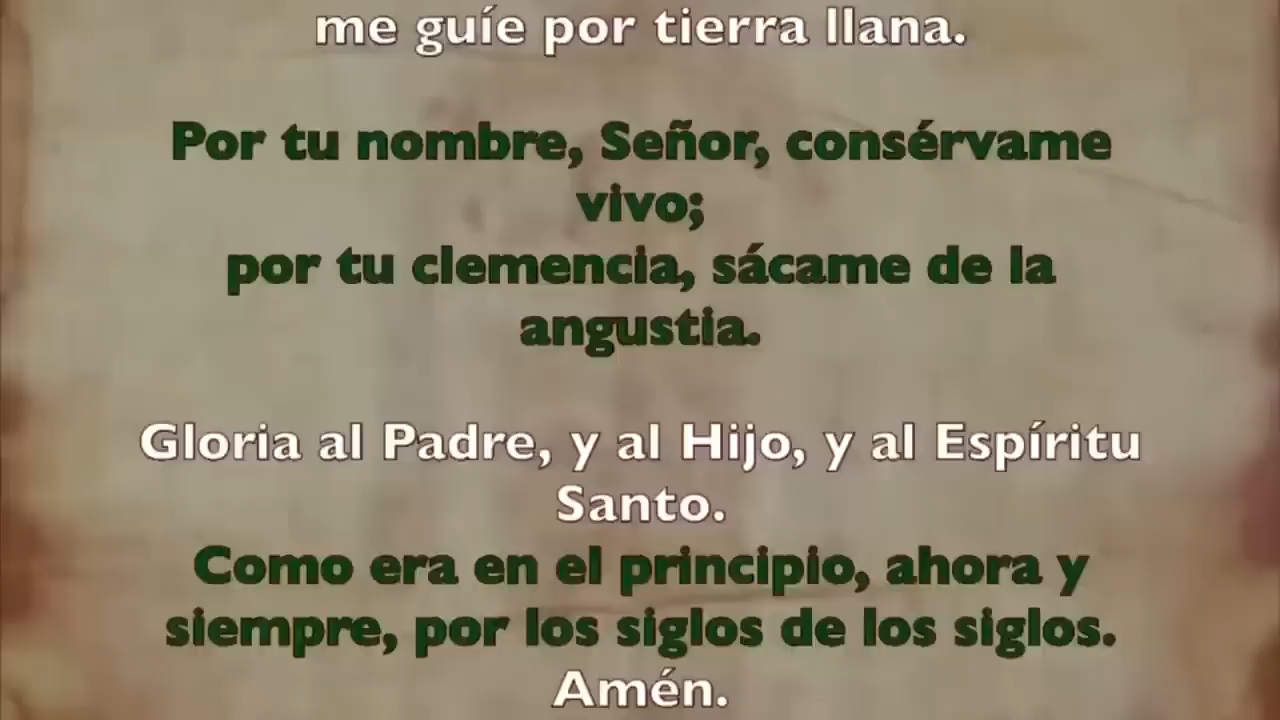 me guíe por tierra llana.
Por tu nombre, Señor, consérvame
vivo;
por tu clemencia, sácame de la
angustia.
Gloria al Padre, y al Hijo, y al Espíritu
Santo.
Como era en el principio, ahora y
siempre, por los siglos de los siglos.
Amén.